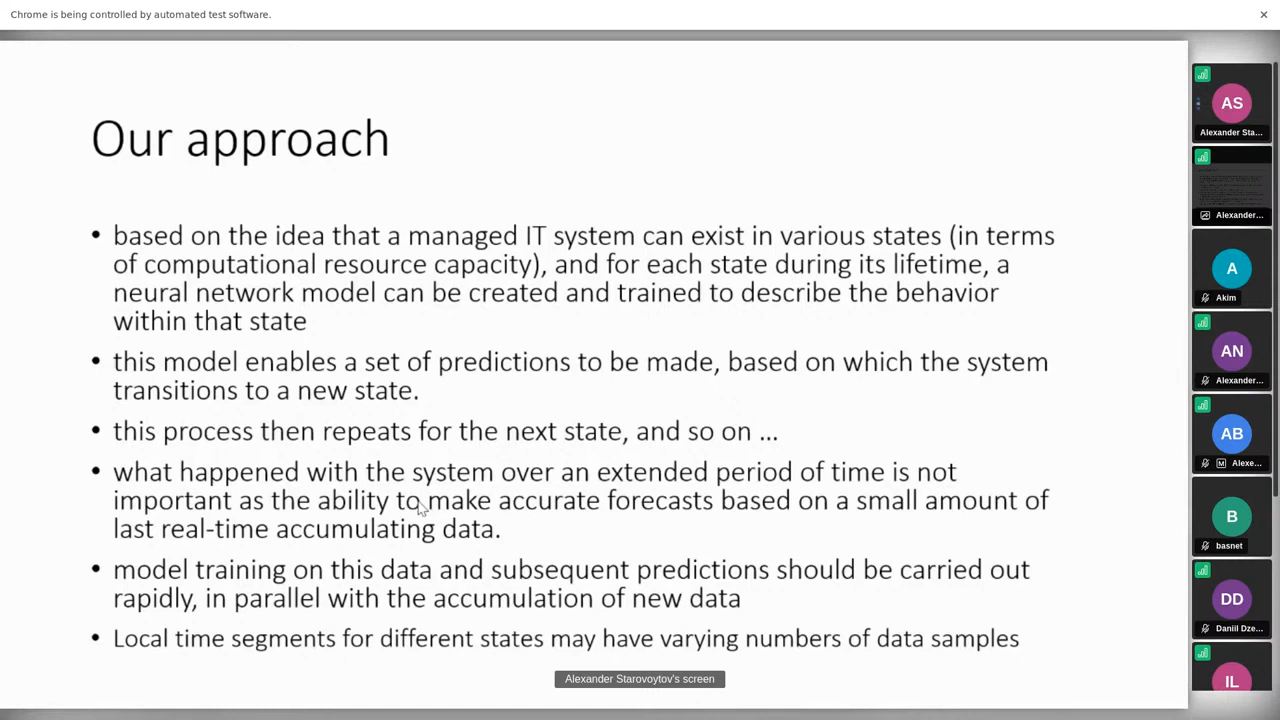 Chrome is being controlled by automated test software.
Our approach
• based on the idea that a managed IT system can exist in various states (in terms
of computational resource capacity), and for each state during its lifetime, a
neural network model can be created and trained to describe the behavior
within that state
• this model enables a set of predictions to be made, based on which the system
transitions to a new state.
• this process then repeats for the next state, and so on ...
• what happened with the system over an extended period of time is not
important as the ability to make accurate forecasts based on a small amount of
last real-time accumulating data.
• model training on this data and subsequent predictions should be carried out
rapidly, in parallel with the accumulation of new data
• Local time segments for different states may have varying numbers of data samples
Alexander Starovoytov's screen
AS
Alexander Sta...
Alexander...
A
Akim
AN
Alexander...
AB
M Alexe...
B
basnet
DD
Daniil Dze...
IL